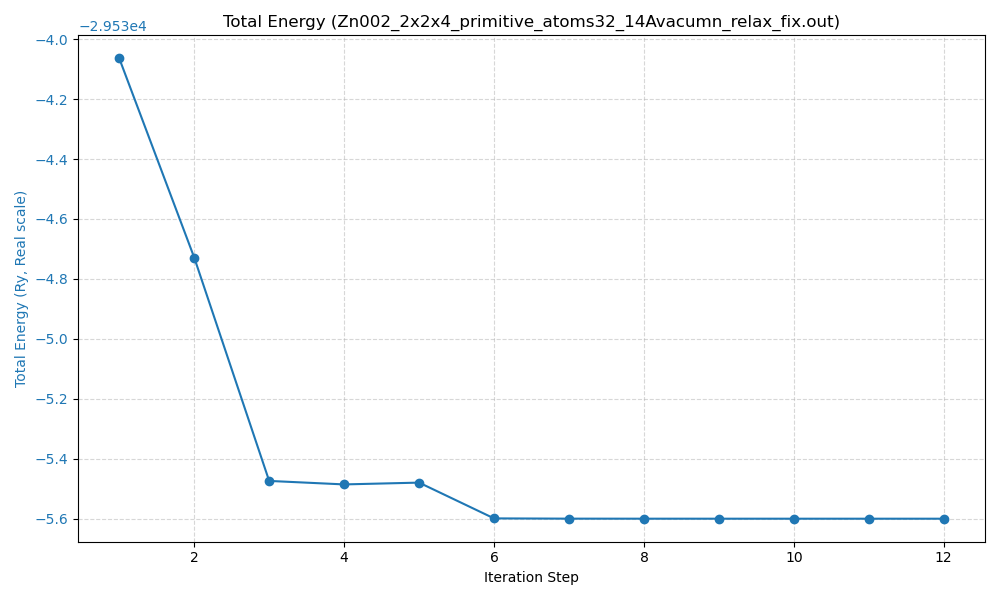 Total Energy (Zn002_2x2x4_primitive_atoms32_14Avacumn_relax_fix.out)
−2.953e4
−4.0
−4.2
−4.4
−4.6
−4.8
−5.0
−5.2
−5.4
−5.6
Total Energy (Ry, Real scale)
2 4 6 8 10 12
Iteration Step